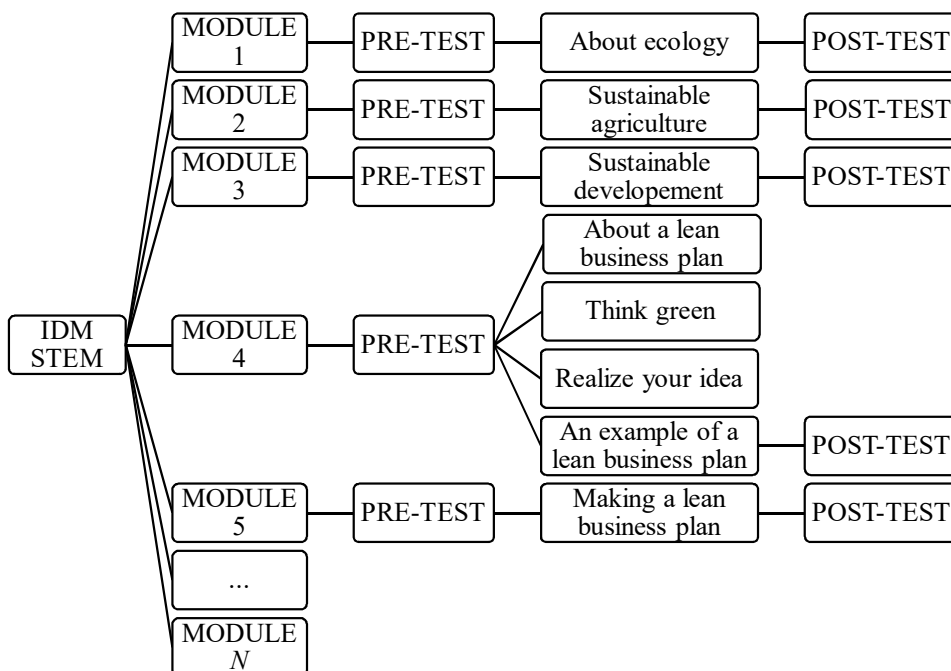 MODULE
1
PRE-TEST
About ecology
POST-TEST
MODULE
2
PRE-TEST
Sustainable
agriculture
POST-TEST
MODULE
3
PRE-TEST
Sustainable
developement
POST-TEST
About a lean
business plan
Think green
IDM
STEM
MODULE
4
PRE-TEST
Realize your idea
An example of a
lean business plan
POST-TEST
MODULE
5
PRE-TEST
Making a lean
business plan
POST-TEST
...
MODULE
N